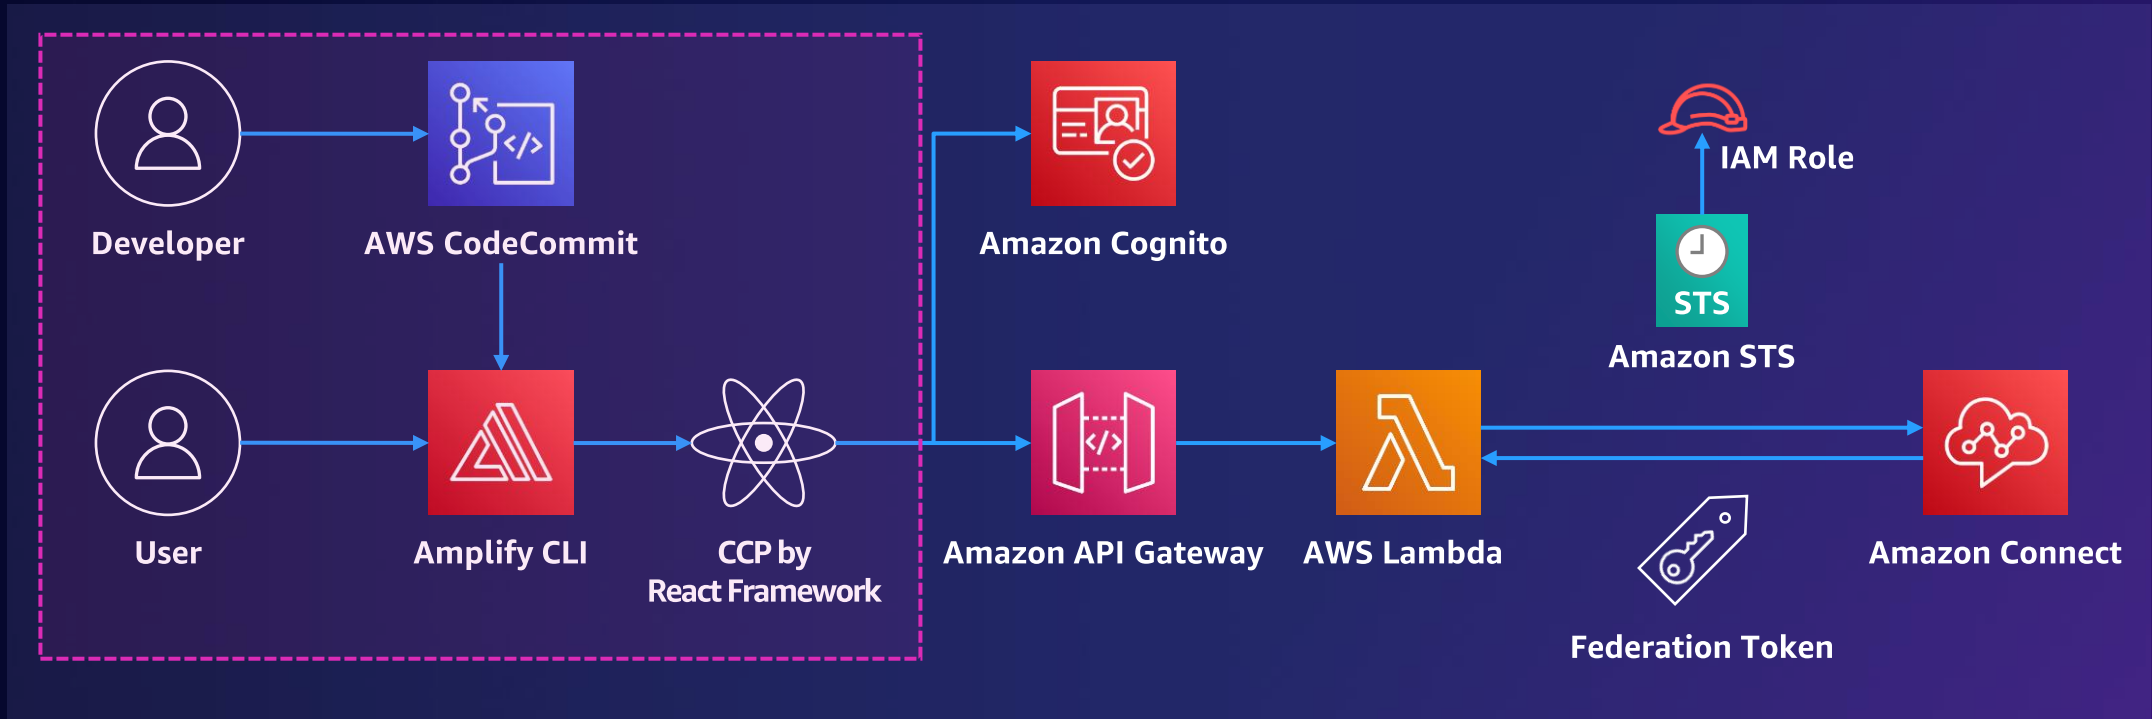 Developer
AWS CodeCommit
Amazon Cognito
IAM Role
STS
Amazon STS
User
Amplify CLI
CCP by
React Framework
Amazon API Gateway
AWS Lambda
Amazon Connect
Federation Token